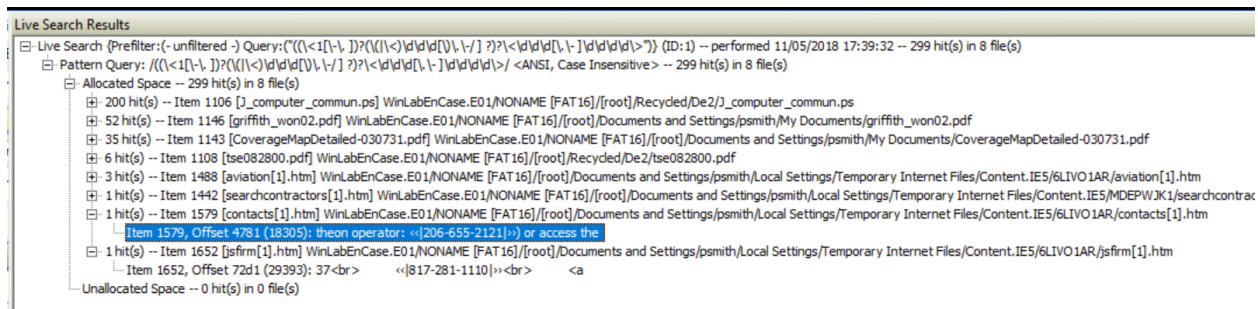 Live Search Results
Live Search {Prefilter:(- unfiltered -) Query:("((\<1[\-\. ])?(\(|\<)\d\d\d[\)\.\-/ ] ?)?\<\d\d\d[\.\- ]\d\d\d\d\>")} (ID:1) -- performed 11/05/2018 17:39:32 -- 299 hit(s) in 8 file(s)
Pattern Query: /((\<1[\-\. ])?(\(|\<)\d\d\d[\)\.\-/ ] ?)?\<\d\d\d[\.\- ]\d\d\d\d\>/ <ANSI, Case Insensitive> -- 299 hit(s) in 8 file(s)
Allocated Space -- 299 hit(s) in 8 file(s)
200 hit(s) -- Item 1106 [J_computer_commun.ps] WinLabEnCase.E01/NONAME [FAT16]/[root]/Recycled/De2/J_computer_commun.ps
52 hit(s) -- Item 1146 [griffith_won02.pdf] WinLabEnCase.E01/NONAME [FAT16]/[root]/Documents and Settings/psmith/My Documents/griffith_won02.pdf
35 hit(s) -- Item 1143 [CoverageMapDetailed-030731.pdf] WinLabEnCase.E01/NONAME [FAT16]/[root]/Documents and Settings/psmith/My Documents/CoverageMapDetailed-030731.pdf
6 hit(s) -- Item 1108 [tse082800.pdf] WinLabEnCase.E01/NONAME [FAT16]/[root]/Recycled/De2/tse082800.pdf
3 hit(s) -- Item 1488 [aviation[1].htm] WinLabEnCase.E01/NONAME [FAT16]/[root]/Documents and Settings/psmith/Local Settings/Temporary Internet Files/Content.IE5/6LIVO1AR/aviation[1].htm
1 hit(s) -- Item 1442 [searchcontractors[1].htm] WinLabEnCase.E01/NONAME [FAT16]/[root]/Documents and Settings/psmith/Local Settings/Temporary Internet Files/Content.IE5/MDEPWJK1/searchcontrac
1 hit(s) -- Item 1579 [contacts[1].htm] WinLabEnCase.E01/NONAME [FAT16]/[root]/Documents and Settings/psmith/Local Settings/Temporary Internet Files/Content.IE5/6LIVO1AR/contacts[1].htm
Item 1579, Offset 4781 (18305): theon operator: ‹‹|206-655-2121|››) or access the
1 hit(s) -- Item 1652 [jsfirm[1].htm] WinLabEnCase.E01/NONAME [FAT16]/[root]/Documents and Settings/psmith/Local Settings/Temporary Internet Files/Content.IE5/6LIVO1AR/jsfirm[1].htm
Item 1652, Offset 72d1 (29393): 37<br> ‹‹|817-281-1110|››<br> <a
Unallocated Space -- 0 hit(s) in 0 file(s)